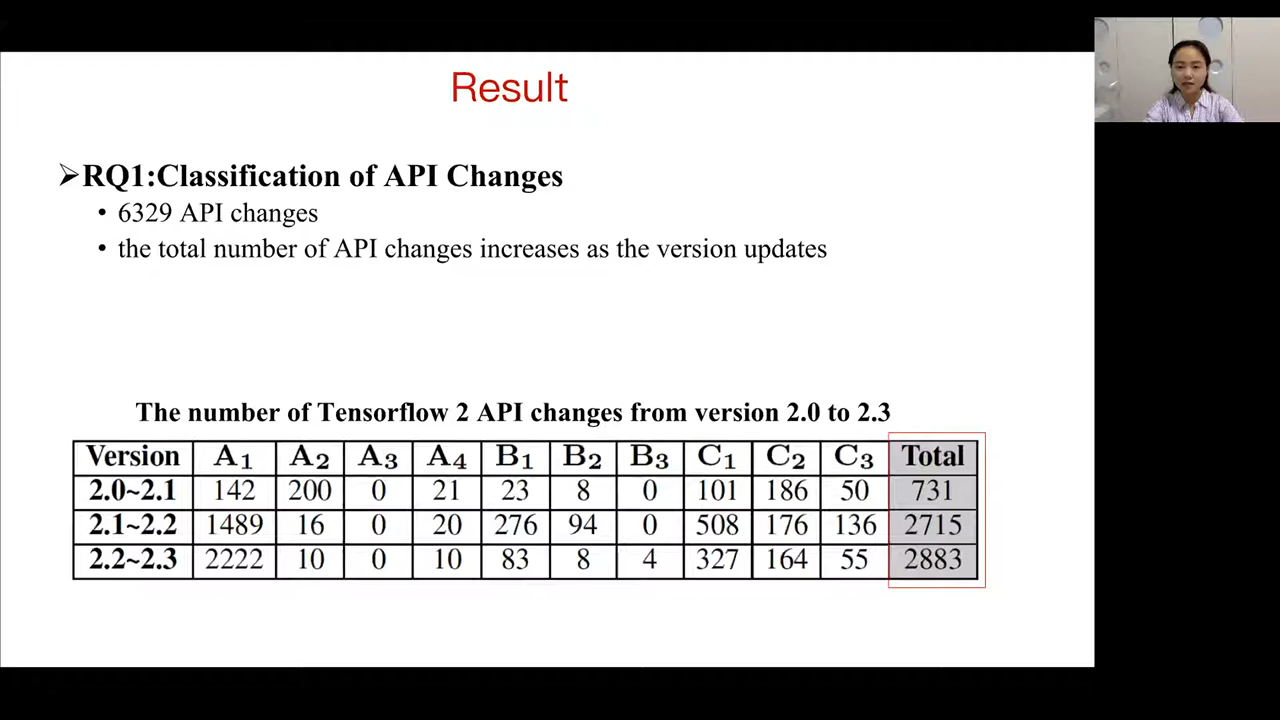 Result
➢RQ1:Classification of API Changes
• 6329 API changes
• the total number of API changes increases as the version updates
The number of Tensorflow 2 API changes from version 2.0 to 2.3
Version A₁ A₂ A₃ A₄ B₁ B₂ B₃ C₁ C₂ C₃ Total
2.0~2.1 142 200 0 21 23 8 0 101 186 50 731
2.1~2.2 1489 16 0 20 276 94 0 508 176 136 2715
2.2~2.3 2222 10 0 10 83 8 4 327 164 55 2883